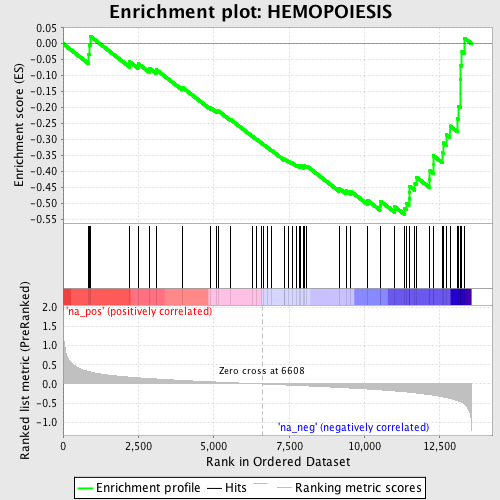 Enrichment plot: HEMOPOIESIS
Enrichment score (ES)
0.05
0.00
-0.05
-0.10
-0.15
-0.20
-0.25
-0.30
-0.35
-0.40
-0.45
-0.50
-0.55
'na_pos' (positively correlated)
Ranked list metric (PreRanked)
2.0
1.5
1.0
0.5
0.0
-0.5
-1.0
Zero cross at 6608
'na_neg' (negatively correlated)
0
2,500
5,000
7,500
10,000
12,500
Rank in Ordered Dataset
Enrichment profile
Hits
Ranking metric scores